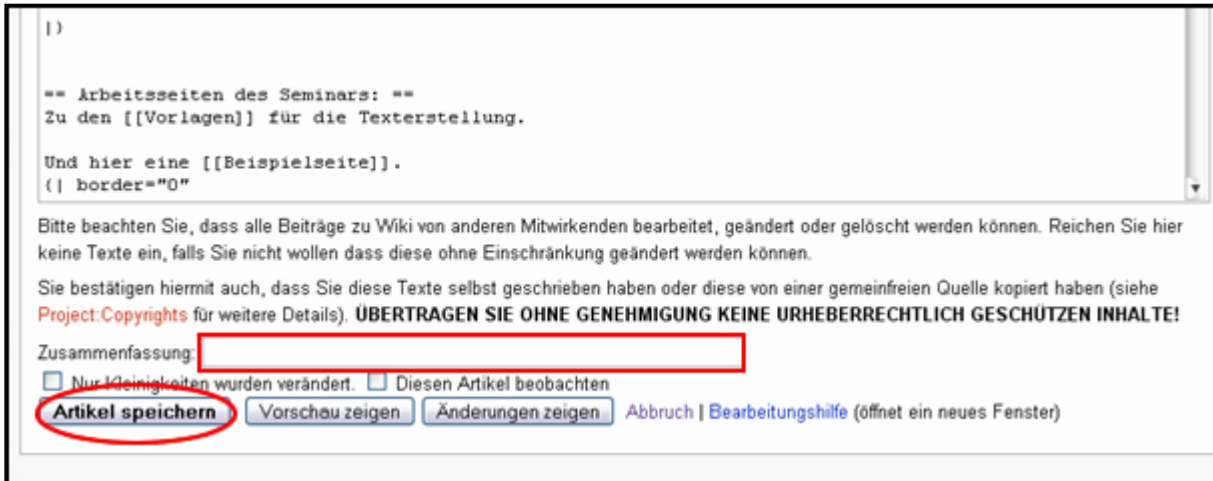 |)
== Arbeitsseiten des Seminars: ==
Zu den [[Vorlagen]] für die Texterstellung.
Und hier eine [[Beispielseite]].
(| border="0"
Bitte beachten Sie, dass alle Beiträge zu Wiki von anderen Mitwirkenden bearbeitet, geändert oder gelöscht werden können. Reichen Sie hier
keine Texte ein, falls Sie nicht wollen dass diese ohne Einschränkung geändert werden können.
Sie bestätigen hiermit auch, dass Sie diese Texte selbst geschrieben haben oder diese von einer gemeinfreien Quelle kopiert haben (siehe
Project:Copyrights für weitere Details). ÜBERTRAGEN SIE OHNE GENEHMIGUNG KEINE URHEBERRECHTLICH GESCHÜTZEN INHALTE!
Zusammenfassung:
Nur Kleinigkeiten wurden verändert. Diesen Artikel beobachten
Artikel speichern Vorschau zeigen Änderungen zeigen Abbruch | Bearbeitungshilfe (öffnet ein neues Fenster)